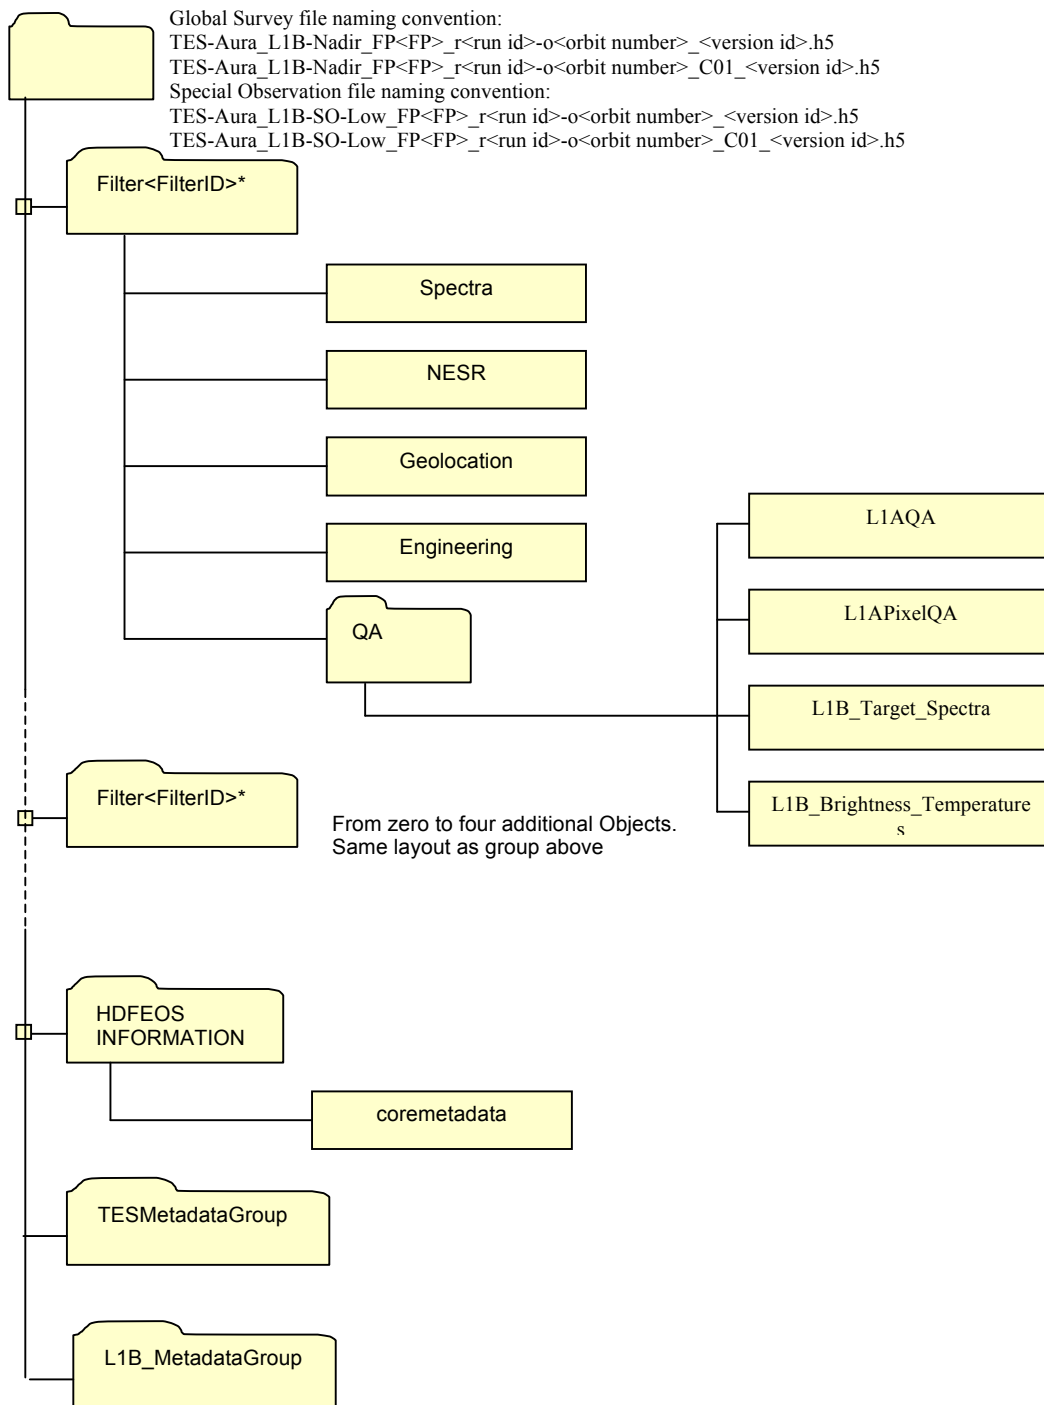 Global Survey file naming convention:
TES-Aura_L1B-Nadir_FP<FP>_r<run id>-o<orbit number>_<version id>.h5
TES-Aura_L1B-Nadir_FP<FP>_r<run id>-o<orbit number>_C01_<version id>.h5
Special Observation file naming convention:
TES-Aura_L1B-SO-Low_FP<FP>_r<run id>-o<orbit number>_<version id>.h5
TES-Aura_L1B-SO-Low_FP<FP>_r<run id>-o<orbit number>_C01_<version id>.h5
Filter<FilterID>*
Spectra
NESR
Geolocation
Engineering
QA
L1AQA
L1APixelQA
L1B_Target_Spectra
L1B_Brightness_Temperature
s
Filter<FilterID>*
From zero to four additional Objects.
Same layout as group above
HDFEOS
INFORMATION
coremetadata
TESMetadataGroup
L1B_MetadataGroup